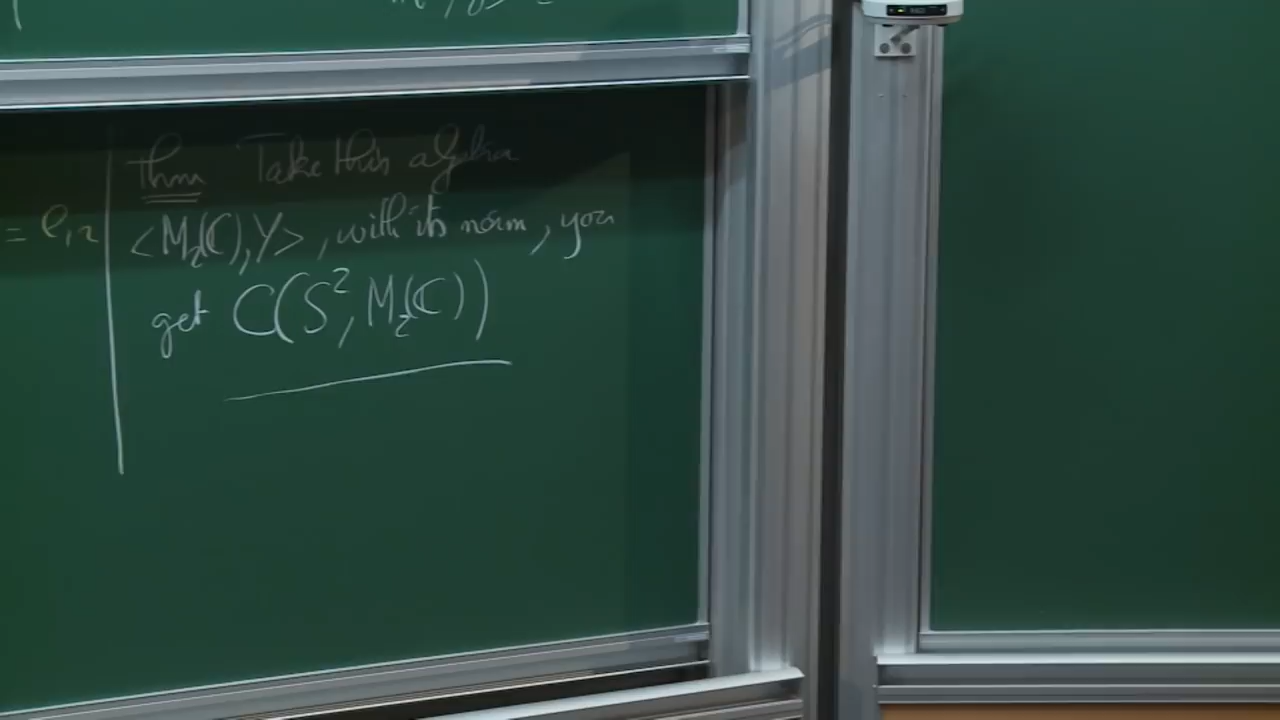 = e₁₂
Thm Take this algebra
<M₂(ℂ),Y>, with its norm, you
get C(S², M₂(ℂ))